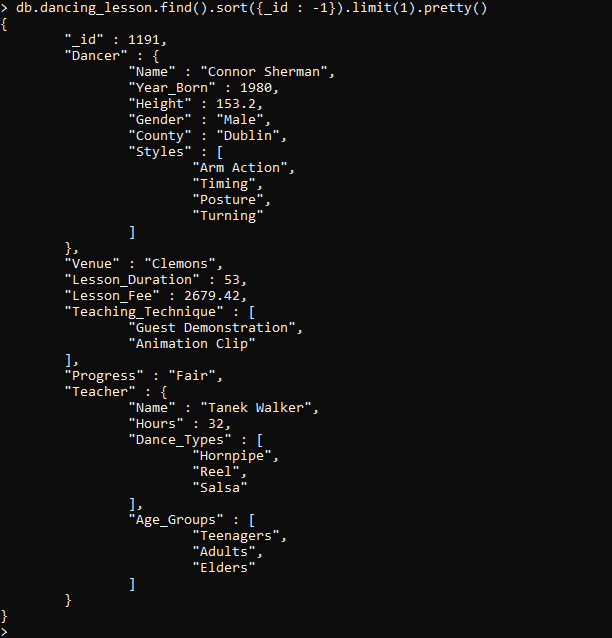 > db.dancing_lesson.find().sort({_id : -1}).limit(1).pretty()
{
        "_id" : 1191,
        "Dancer" : {
                "Name" : "Connor Sherman",
                "Year_Born" : 1980,
                "Height" : 153.2,
                "Gender" : "Male",
                "County" : "Dublin",
                "Styles" : [
                        "Arm Action",
                        "Timing",
                        "Posture",
                        "Turning"
                ]
        },
        "Venue" : "Clemons",
        "Lesson_Duration" : 53,
        "Lesson_Fee" : 2679.42,
        "Teaching_Technique" : [
                "Guest Demonstration",
                "Animation Clip"
        ],
        "Progress" : "Fair",
        "Teacher" : {
                "Name" : "Tanek Walker",
                "Hours" : 32,
                "Dance_Types" : [
                        "Hornpipe",
                        "Reel",
                        "Salsa"
                ],
                "Age_Groups" : [
                        "Teenagers",
                        "Adults",
                        "Elders"
                ]
        }
}
>